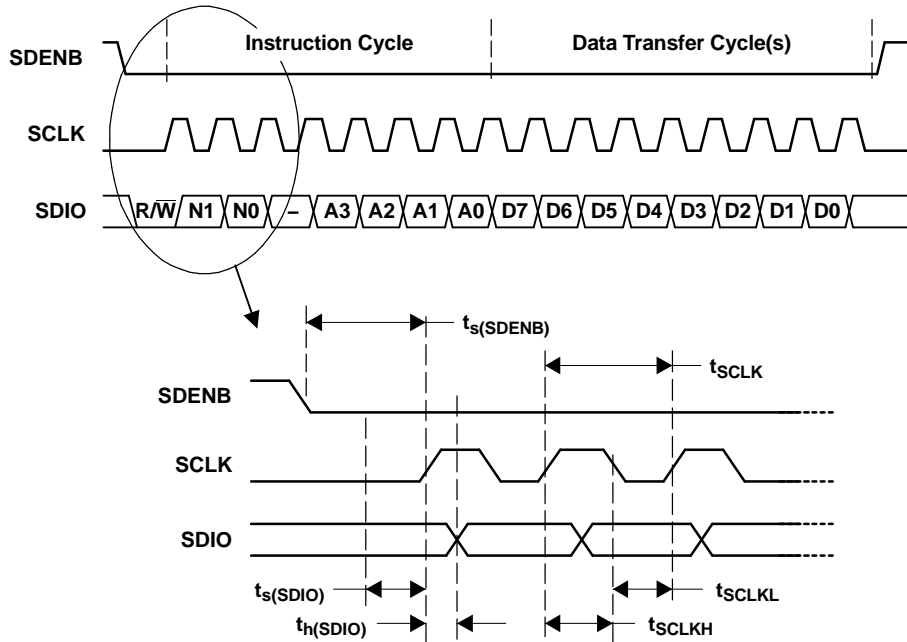 Instruction Cycle Data Transfer Cycle(s)
SDENB
SCLK
SDIO R/W̅ N1 N0 – A3 A2 A1 A0 D7 D6 D5 D4 D3 D2 D1 D0
ts(SDENB)
tSCLK
SDENB
SCLK
SDIO
ts(SDIO) tSCLKL
th(SDIO) tSCLKH